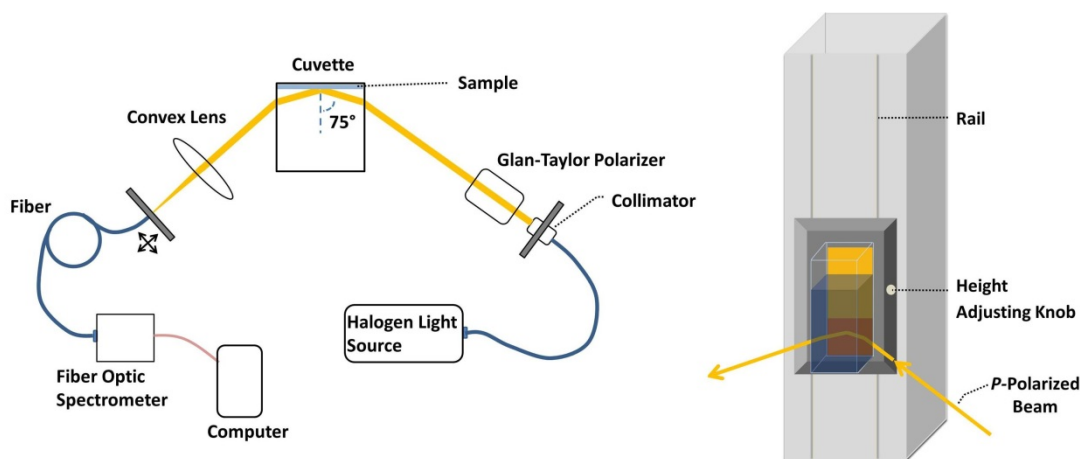 Cuvette
Sample
Convex Lens
75°
Glan-Taylor Polarizer
Fiber
Collimator
Halogen Light
Source
Fiber Optic
Spectrometer
Computer
Rail
Height
Adjusting Knob
P-Polarized
Beam